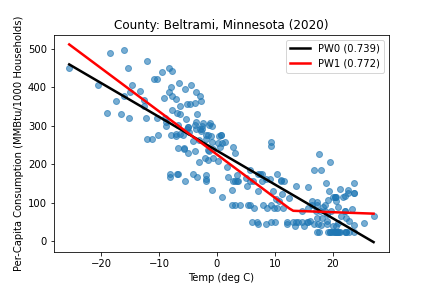 County: Beltrami, Minnesota (2020)
Per-Capita Consumption (MMBtu/1000 Households)
500
400
300
200
100
0
PW0 (0.739)
PW1 (0.772)
−20
−10
0
10
20
Temp (deg C)